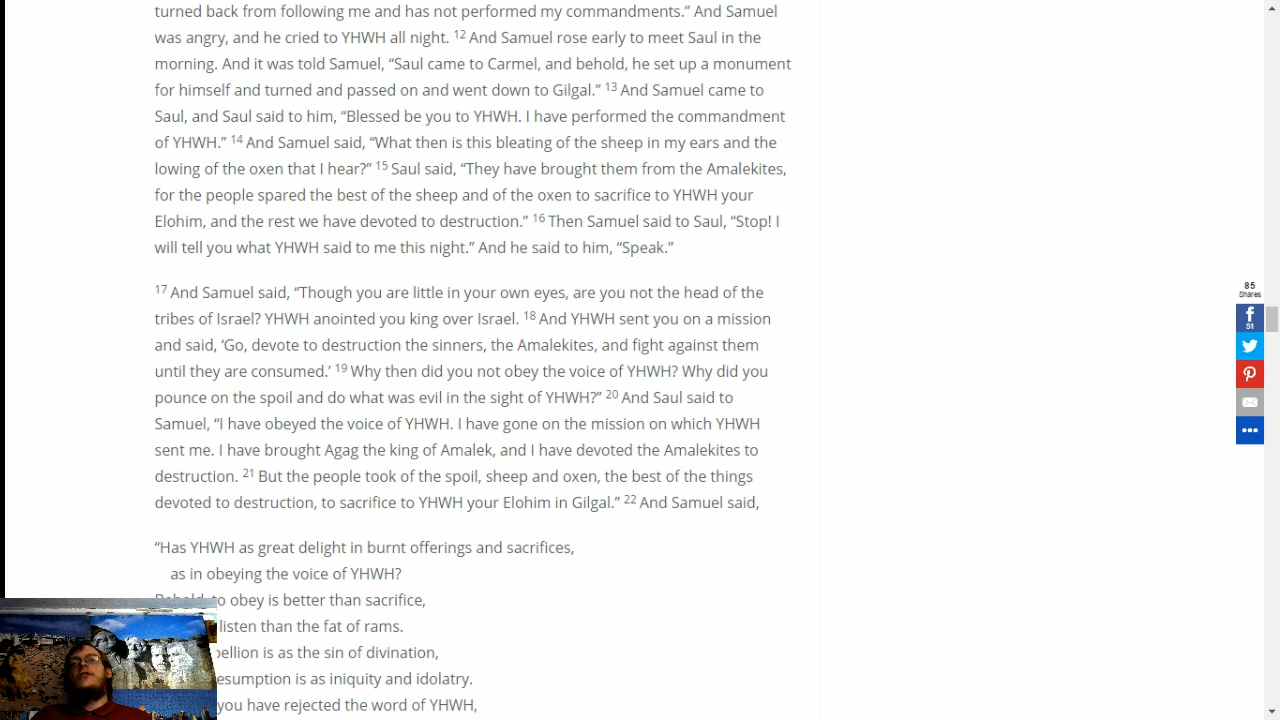 turned back from following me and has not performed my commandments.” And Samuel
was angry, and he cried to YHWH all night. 12 And Samuel rose early to meet Saul in the
morning. And it was told Samuel, “Saul came to Carmel, and behold, he set up a monument
for himself and turned and passed on and went down to Gilgal.” 13 And Samuel came to
Saul, and Saul said to him, “Blessed be you to YHWH. I have performed the commandment
of YHWH.” 14 And Samuel said, “What then is this bleating of the sheep in my ears and the
lowing of the oxen that I hear?” 15 Saul said, “They have brought them from the Amalekites,
for the people spared the best of the sheep and of the oxen to sacrifice to YHWH your
Elohim, and the rest we have devoted to destruction.” 16 Then Samuel said to Saul, “Stop! I
will tell you what YHWH said to me this night.” And he said to him, “Speak.”
17 And Samuel said, “Though you are little in your own eyes, are you not the head of the
tribes of Israel? YHWH anointed you king over Israel. 18 And YHWH sent you on a mission
and said, ‘Go, devote to destruction the sinners, the Amalekites, and fight against them
until they are consumed.’ 19 Why then did you not obey the voice of YHWH? Why did you
pounce on the spoil and do what was evil in the sight of YHWH?” 20 And Saul said to
Samuel, “I have obeyed the voice of YHWH. I have gone on the mission on which YHWH
sent me. I have brought Agag the king of Amalek, and I have devoted the Amalekites to
destruction. 21 But the people took of the spoil, sheep and oxen, the best of the things
devoted to destruction, to sacrifice to YHWH your Elohim in Gilgal.” 22 And Samuel said,
“Has YHWH as great delight in burnt offerings and sacrifices,
as in obeying the voice of YHWH?
to obey is better than sacrifice,
listen than the fat of rams.
is as the sin of divination,
is as iniquity and idolatry.
you have rejected the word of YHWH,
85
Shares
51